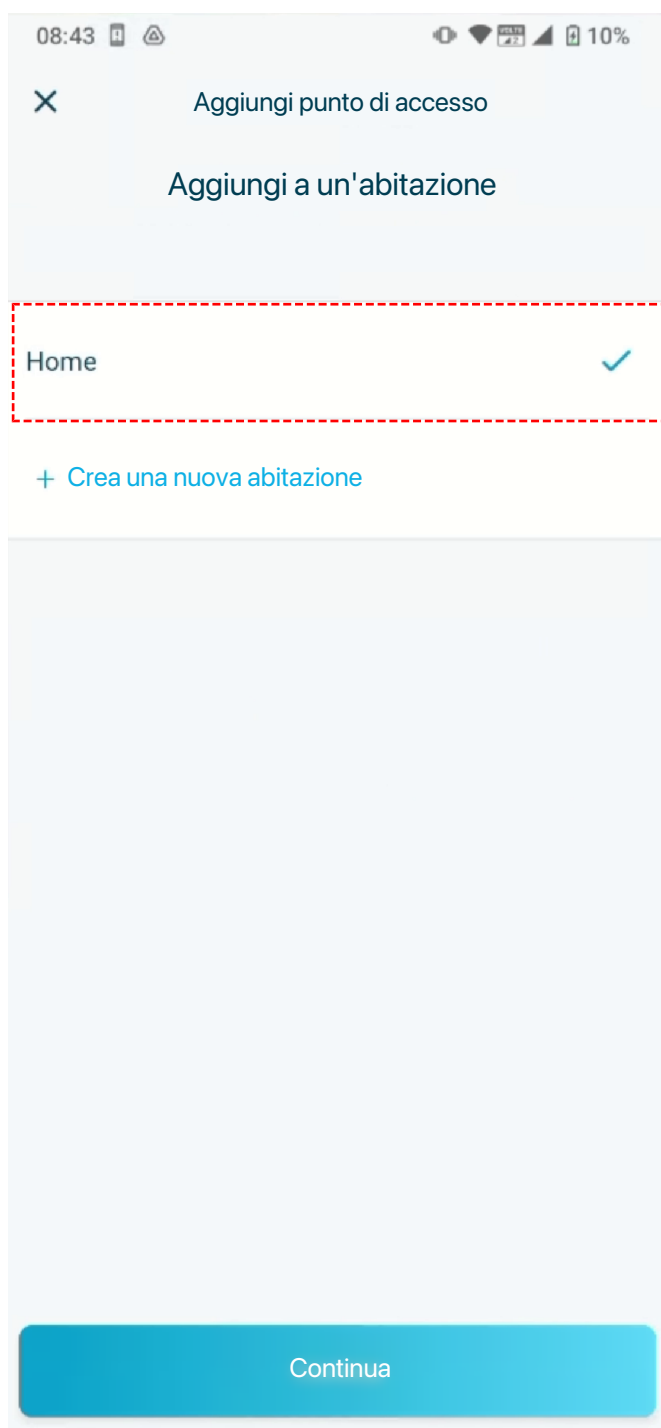 08:43 10%
Aggiungi punto di accesso
Aggiungi a un'abitazione
Home
+ Crea una nuova abitazione
Continua